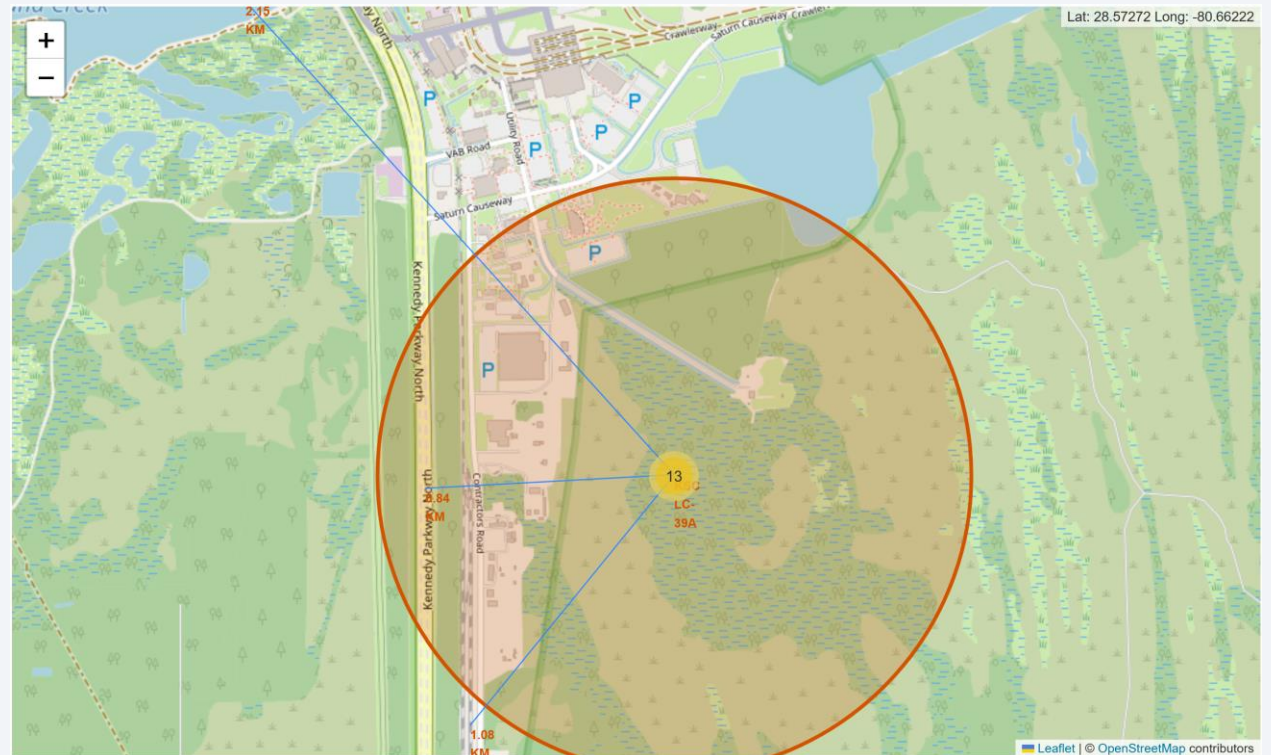 2.15
KM
+
−
Lat: 28.57272 Long: -80.66222
Crawlerway
Saturn Causeway
P
P
Utility Road
P
VAB Road
P
Saturn Causeway
P
Kennedy Parkway North
P
13
LC-
39A
0.84
KM
Kennedy Parkway North
Contractors Road
1.08
KM
Leaflet | © OpenStreetMap contributors